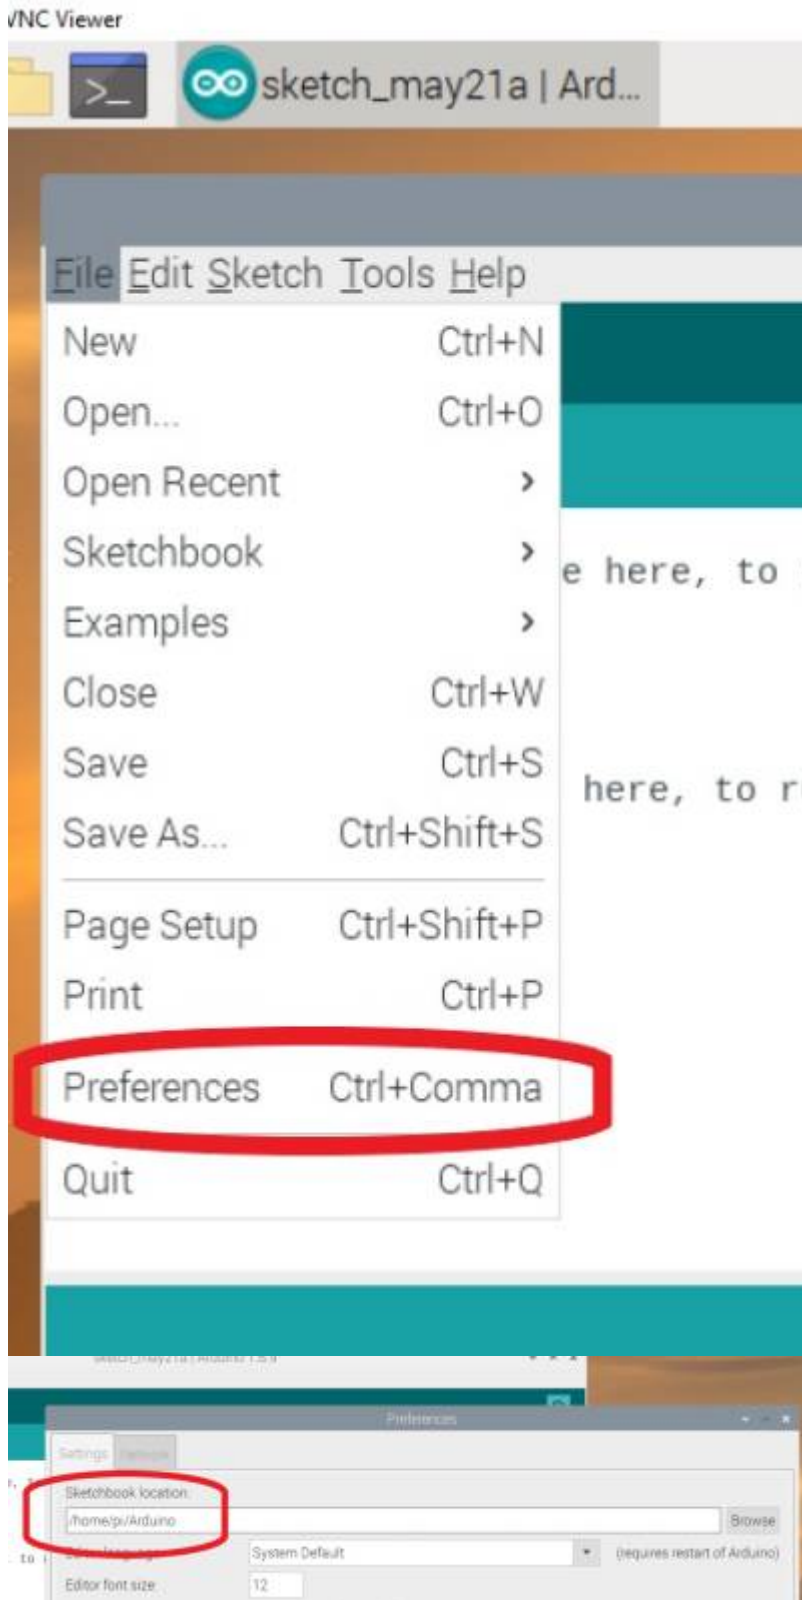 VNC Viewer
sketch_may21a | Ard...
File Edit Sketch Tools Help
New Ctrl+N
Open... Ctrl+O
Open Recent >
Sketchbook >
e here, to
Examples >
Close Ctrl+W
Save Ctrl+S
here, to r
Save As... Ctrl+Shift+S
Page Setup Ctrl+Shift+P
Print Ctrl+P
Preferences Ctrl+Comma
Quit Ctrl+Q
Preferences
Settings
Sketchbook location:
/home/pi/Arduino
Browse
System Default
(requires restart of Arduino)
to
Editor font size:
12